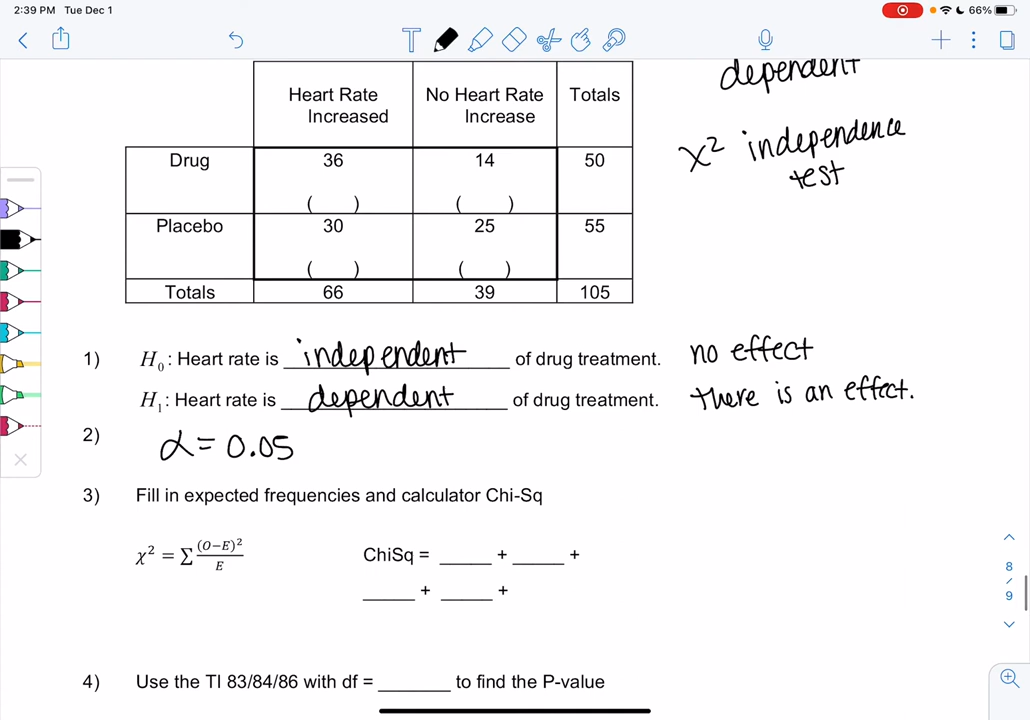 2:39 PM Tue Dec 1
66%
T
dependent
Heart Rate Increased No Heart Rate Increase Totals
χ² independence
test
Drug 36 14 50
( ) ( )
Placebo 30 25 55
( ) ( )
Totals 66 39 105
1) H₀ : Heart rate is independent of drug treatment. no effect
H₁ : Heart rate is dependent of drug treatment. there is an effect.
2) α = 0.05
3) Fill in expected frequencies and calculator Chi-Sq
χ² = Σ (O−E)²/E ChiSq = _____ + _____ +
_____ + _____ +
8
/
9
4) Use the TI 83/84/86 with df = _______ to find the P-value